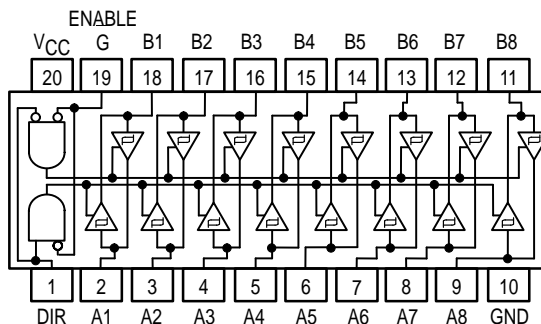 ENABLE
VCC G B1 B2 B3 B4 B5 B6 B7 B8
20 19 18 17 16 15 14 13 12 11
1 2 3 4 5 6 7 8 9 10
DIR A1 A2 A3 A4 A5 A6 A7 A8 GND